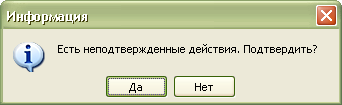 Информация
Есть неподтвержденные действия. Подтвердить?
Да
Нет